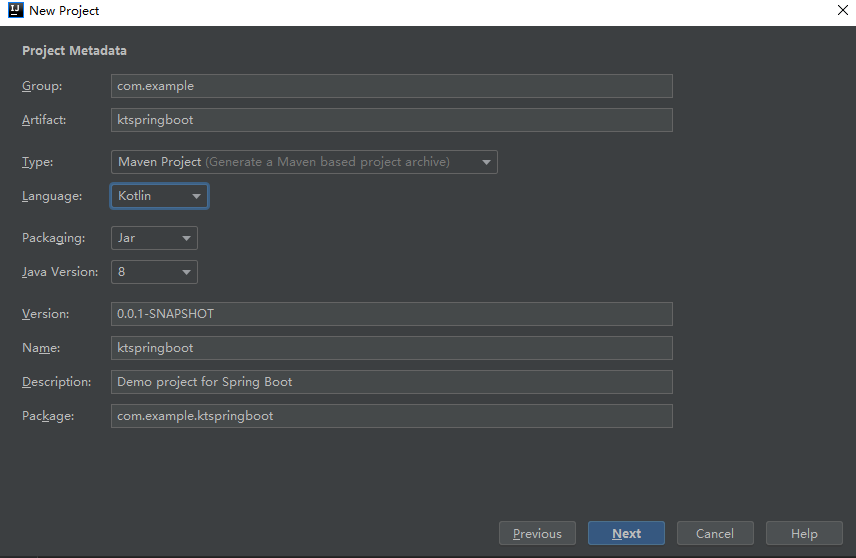 IJ New Project
Project Metadata
Group: com.example
Artifact: ktspringboot
Type: Maven Project (Generate a Maven based project archive)
Language: Kotlin
Packaging: Jar
Java Version: 8
Version: 0.0.1-SNAPSHOT
Name: ktspringboot
Description: Demo project for Spring Boot
Package: com.example.ktspringboot
Previous Next Cancel Help